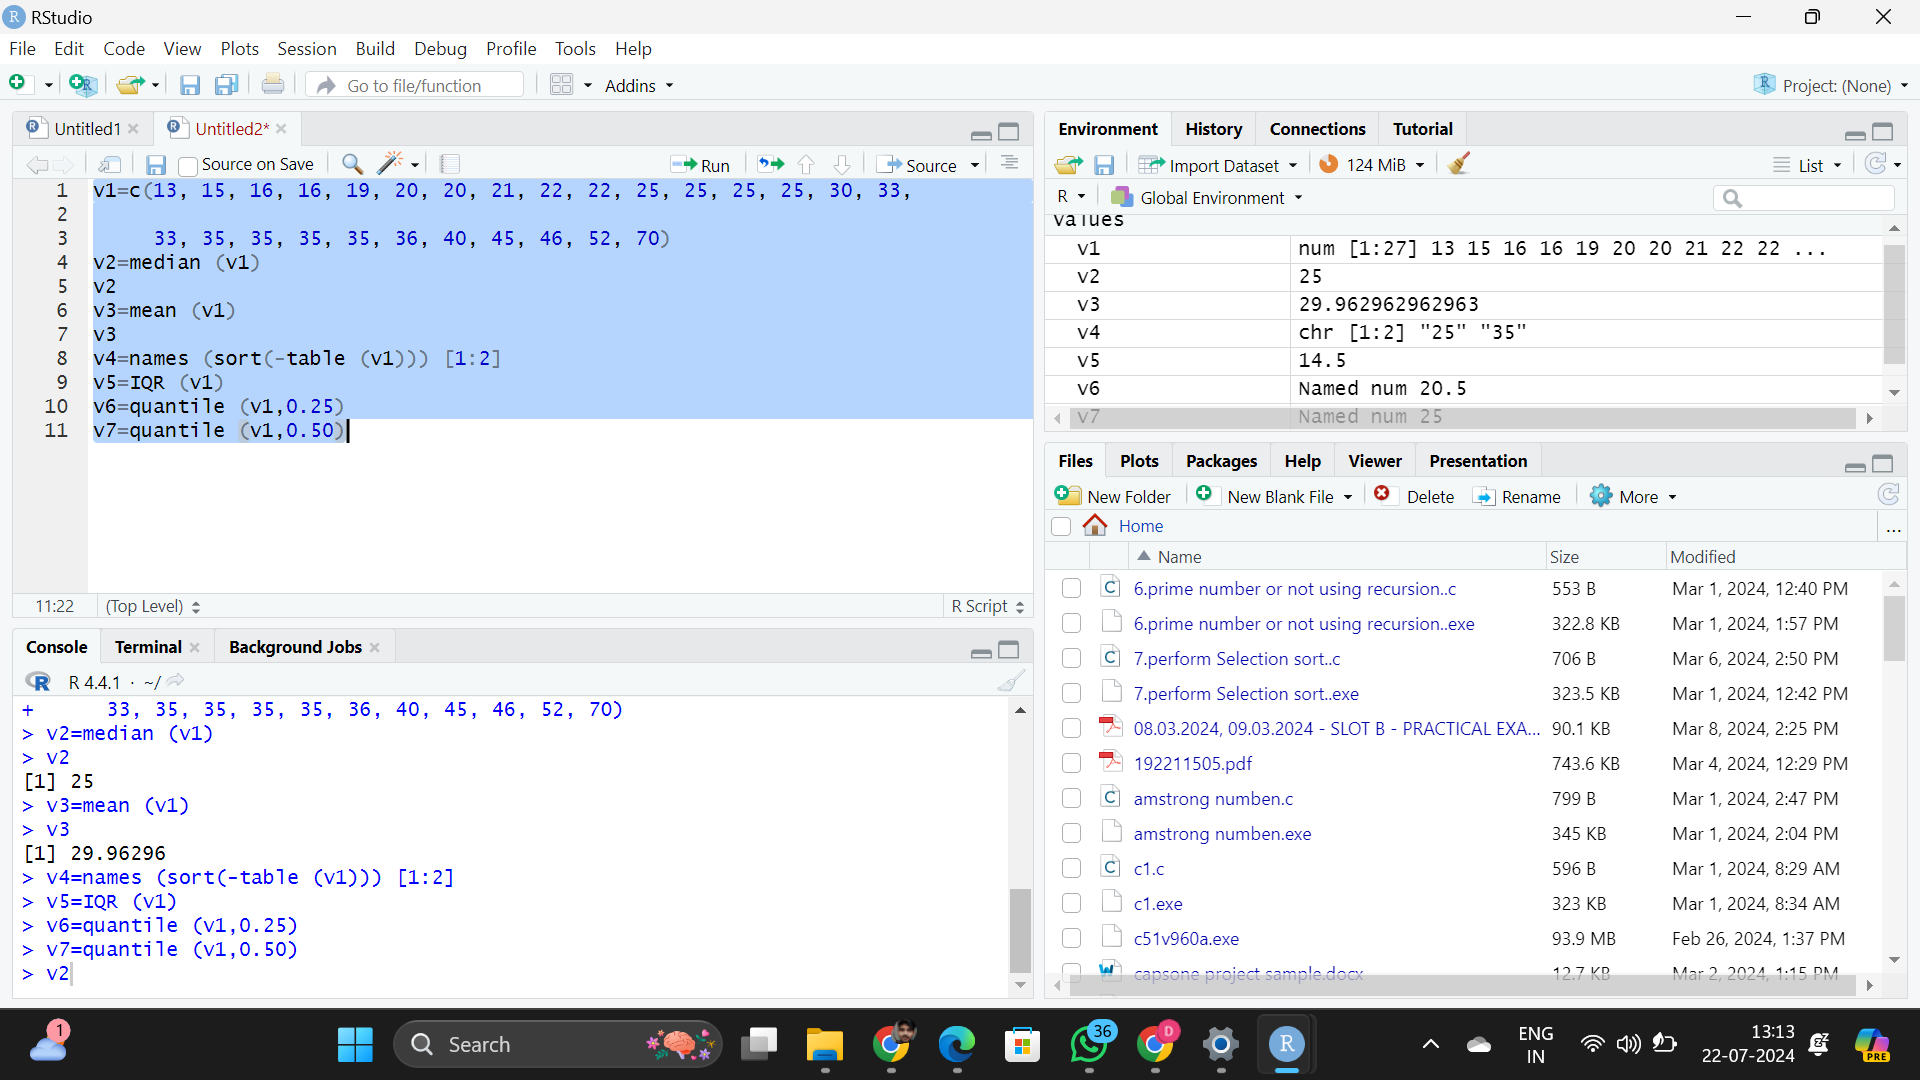 RStudio
File Edit Code View Plots Session Build Debug Profile Tools Help
Go to file/function Addins Project: (None)
Untitled1 Untitled2*
Source on Save Run Source
1 v1=c(13, 15, 16, 16, 19, 20, 20, 21, 22, 22, 25, 25, 25, 25, 30, 33,
2
3 33, 35, 35, 35, 35, 36, 40, 45, 46, 52, 70)
4 v2=median (v1)
5 v2
6 v3=mean (v1)
7 v3
8 v4=names (sort(-table (v1))) [1:2]
9 v5=IQR (v1)
10 v6=quantile (v1,0.25)
11 v7=quantile (v1,0.50)
11:22 (Top Level) R Script
Console Terminal Background Jobs
R 4.4.1 · ~/
+ 33, 35, 35, 35, 35, 36, 40, 45, 46, 52, 70)
> v2=median (v1)
> v2
[1] 25
> v3=mean (v1)
> v3
[1] 29.96296
> v4=names (sort(-table (v1))) [1:2]
> v5=IQR (v1)
> v6=quantile (v1,0.25)
> v7=quantile (v1,0.50)
> v2
Environment History Connections Tutorial
Import Dataset 124 MiB List
R Global Environment
Values
v1 num [1:27] 13 15 16 16 19 20 20 21 22 22 ...
v2 25
v3 29.962962962963
v4 chr [1:2] "25" "35"
v5 14.5
v6 Named num 20.5
v7 Named num 25
Files Plots Packages Help Viewer Presentation
New Folder New Blank File Delete Rename More
Home ...
Name Size Modified
6.prime number or not using recursion..c 553 B Mar 1, 2024, 12:40 PM
6.prime number or not using recursion..exe 322.8 KB Mar 1, 2024, 1:57 PM
7.perform Selection sort..c 706 B Mar 6, 2024, 2:50 PM
7.perform Selection sort..exe 323.5 KB Mar 1, 2024, 12:42 PM
08.03.2024, 09.03.2024 - SLOT B - PRACTICAL EXA... 90.1 KB Mar 8, 2024, 2:25 PM
192211505.pdf 743.6 KB Mar 4, 2024, 12:29 PM
amstrong numben.c 799 B Mar 1, 2024, 2:47 PM
amstrong numben.exe 345 KB Mar 1, 2024, 2:04 PM
c1.c 596 B Mar 1, 2024, 8:29 AM
c1.exe 323 KB Mar 1, 2024, 8:34 AM
c51v960a.exe 93.9 MB Feb 26, 2024, 1:37 PM
capsone project sample.docx 12.7 KB Mar 2, 2024, 1:15 PM
1 Search 36 D ENG IN 13:13 22-07-2024 PRE